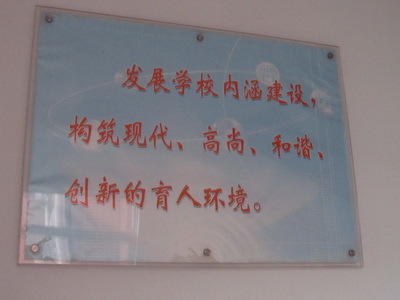 发展学校内涵建设，
构筑现代、高尚、和谐、
创新的育人环境。